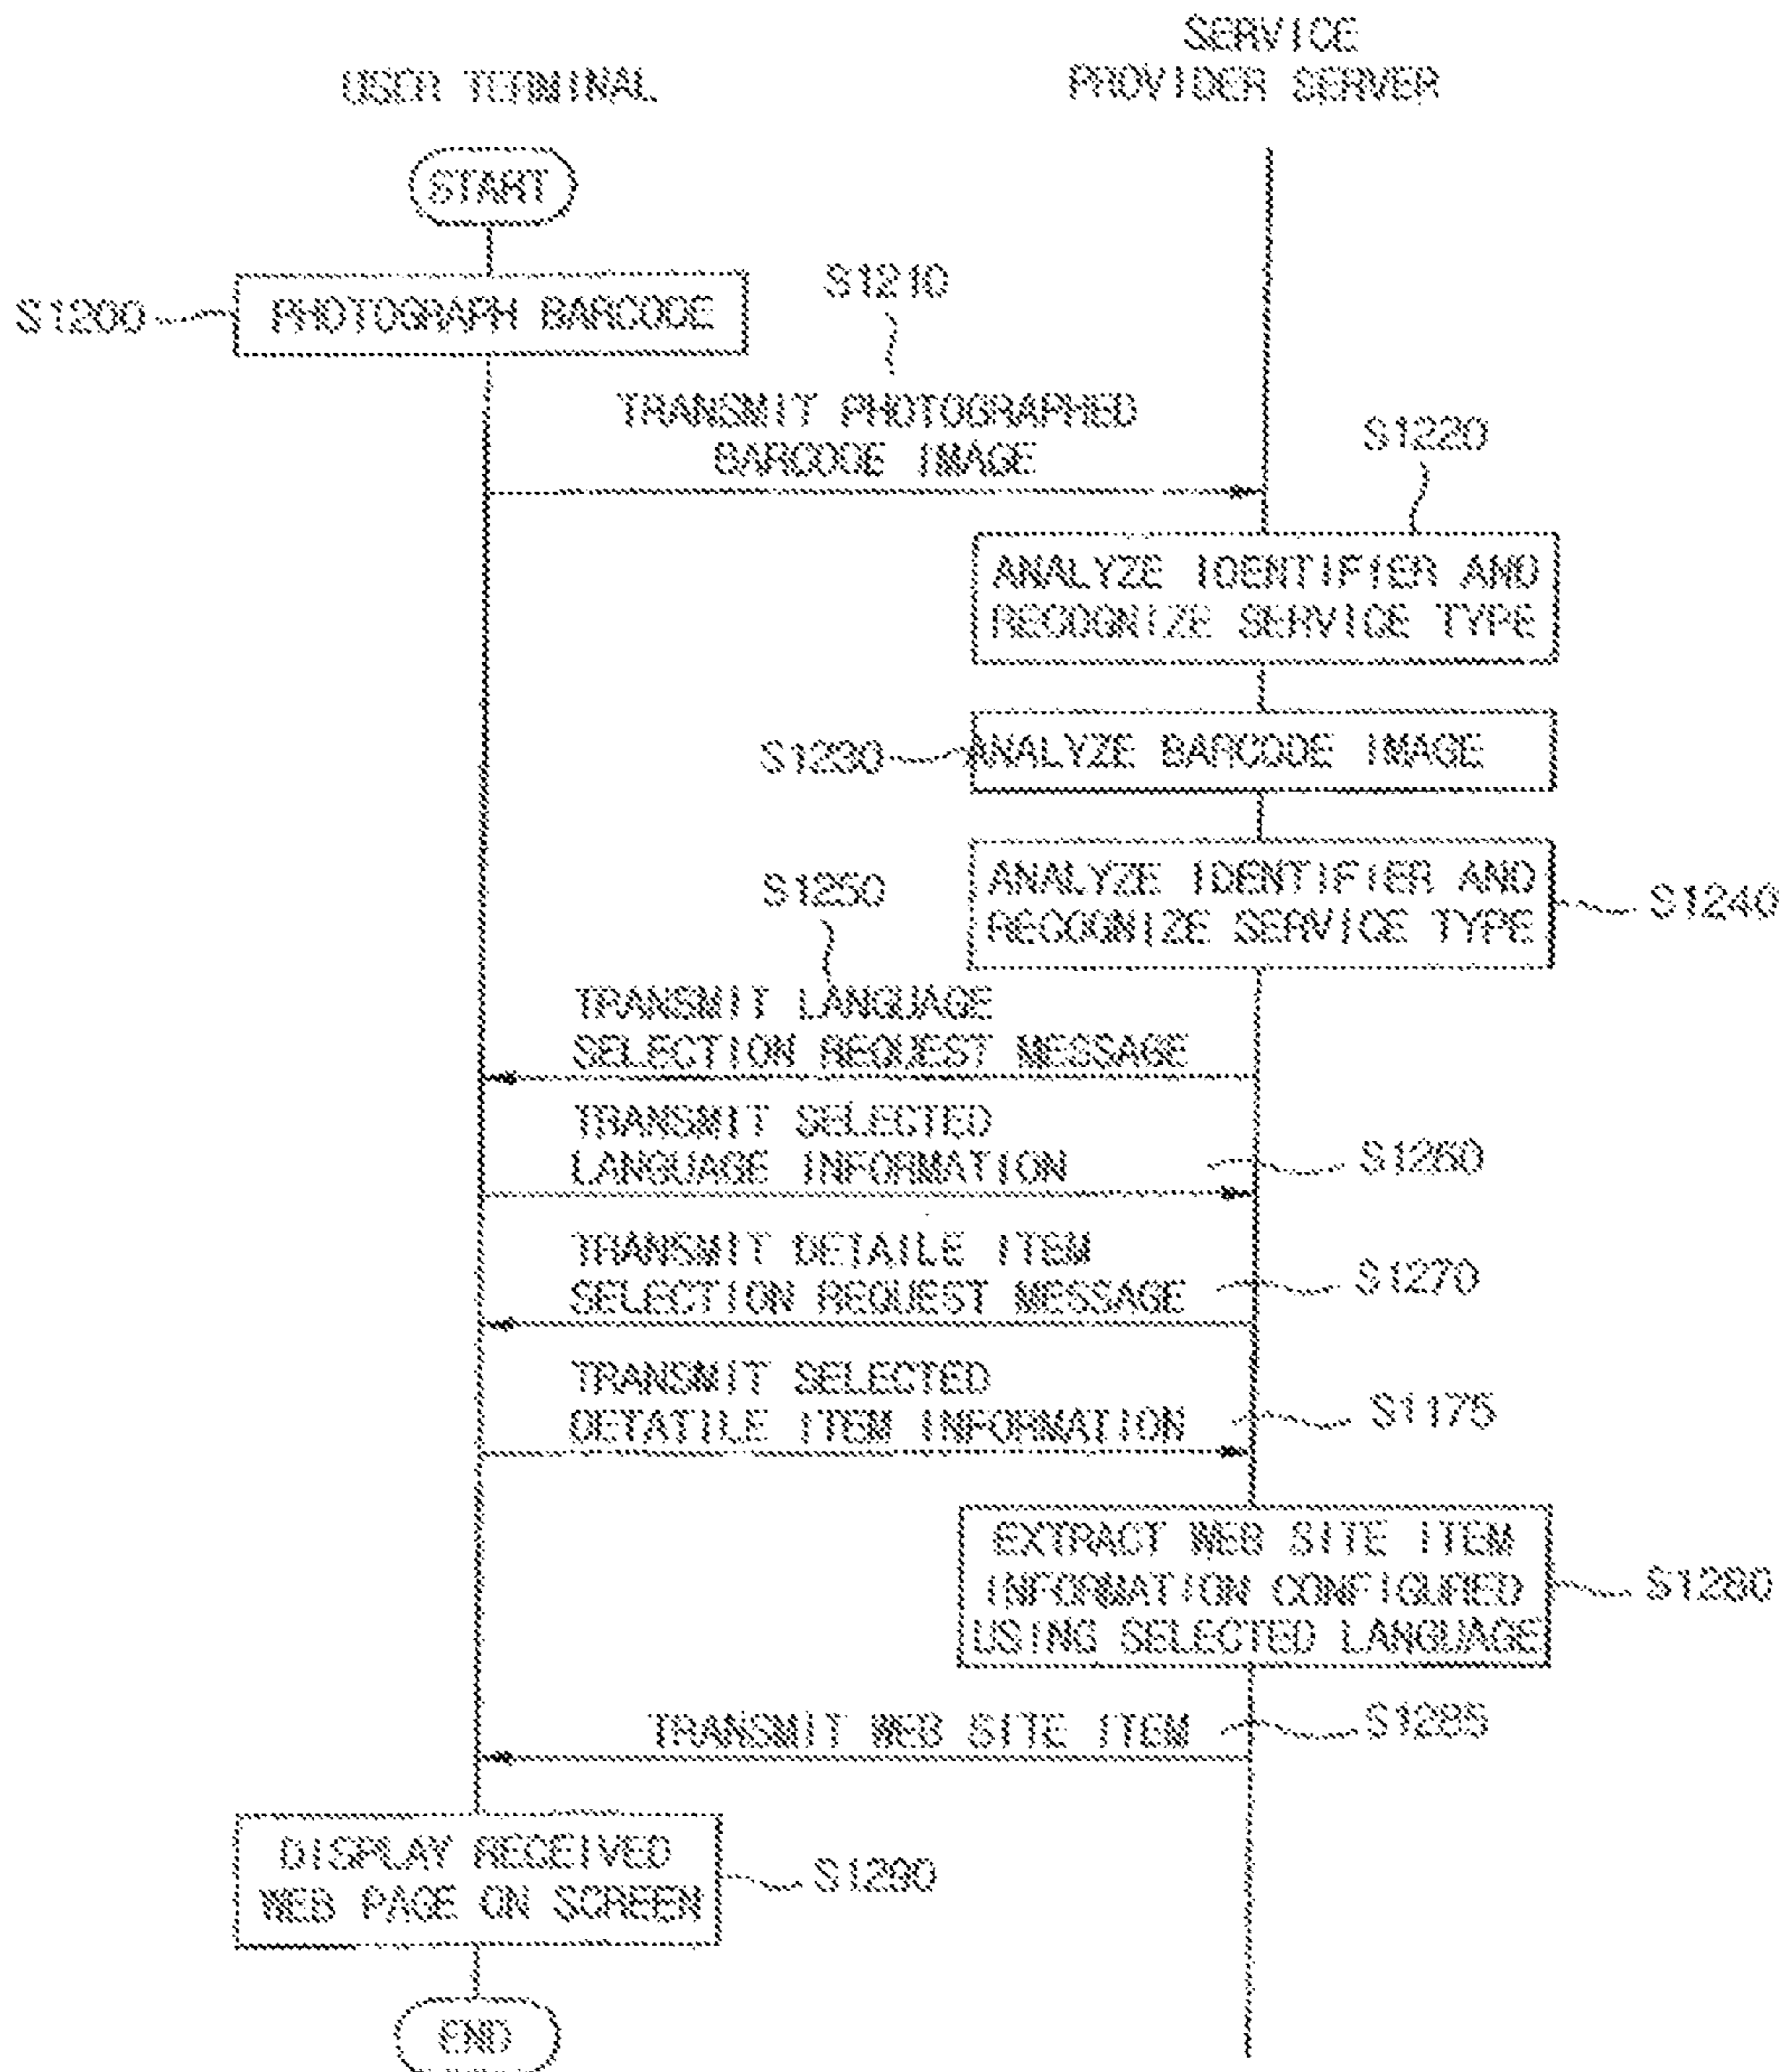 USER TERMINAL
SERVICE
PROVIDER SERVER
START
S1200
PHOTOGRAPH BARCODE
S1210
TRANSMIT PHOTOGRAPHED
BARCODE IMAGE
S1220
ANALYZE IDENTIFIER AND
RECOGNIZE SERVICE TYPE
S1230
ANALYZE BARCODE IMAGE
ANALYZE IDENTIFIER AND
RECOGNIZE SERVICE TYPE
S1240
S1250
TRANSMIT LANGUAGE
SELECTION REQUEST MESSAGE
TRANSMIT SELECTED
LANGUAGE INFORMATION
S1260
TRANSMIT DETAILE ITEM
SELECTION REQUEST MESSAGE
S1270
TRANSMIT SELECTED
DETATILE ITEM INFORMATION
S1175
EXTRACT WEB SITE ITEM
INFORMATION CONFIGURED
USING SELECTED LANGUAGE
S1280
TRANSMIT WEB SITE ITEM
S1285
DISPLAY RECEIVED
WEB PAGE ON SCREEN
S1290
END